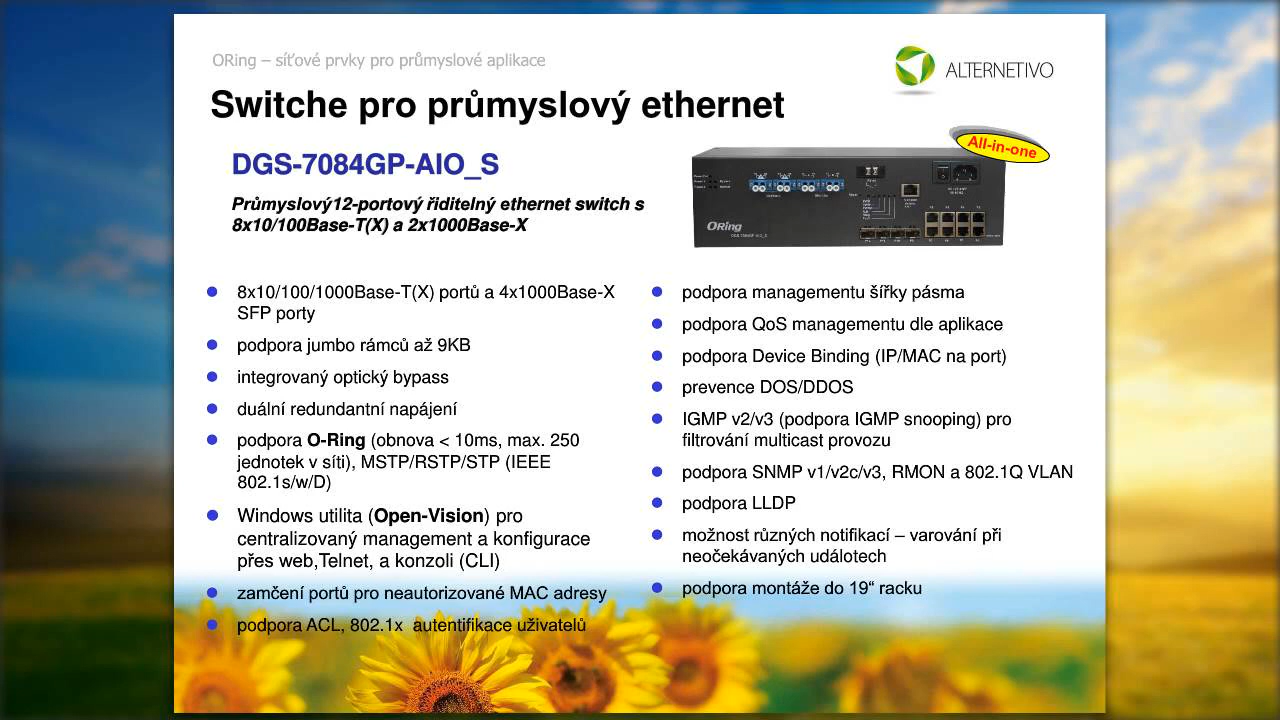 ORing – síťové prvky pro průmyslové aplikace
ALTERNETIVO
Switche pro průmyslový ethernet
All-in-one
DGS-7084GP-AIO_S
Průmyslový12-portový řiditelný ethernet switch s
8x10/100Base-T(X) a 2x1000Base-X
ORing
8x10/100/1000Base-T(X) portů a 4x1000Base-X
SFP porty
podpora jumbo rámců až 9KB
integrovaný optický bypass
duální redundantní napájení
podpora O-Ring (obnova < 10ms, max. 250
jednotek v síti), MSTP/RSTP/STP (IEEE
802.1s/w/D)
Windows utilita (Open-Vision) pro
centralizovaný management a konfigurace
přes web,Telnet, a konzoli (CLI)
zamčení portů pro neautorizované MAC adresy
podpora ACL, 802.1x autentifikace uživatelů
podpora managementu šířky pásma
podpora QoS managementu dle aplikace
podpora Device Binding (IP/MAC na port)
prevence DOS/DDOS
IGMP v2/v3 (podpora IGMP snooping) pro
filtrování multicast provozu
podpora SNMP v1/v2c/v3, RMON a 802.1Q VLAN
podpora LLDP
možnost různých notifikací – varování při
neočekávaných událotech
podpora montáže do 19“ racku